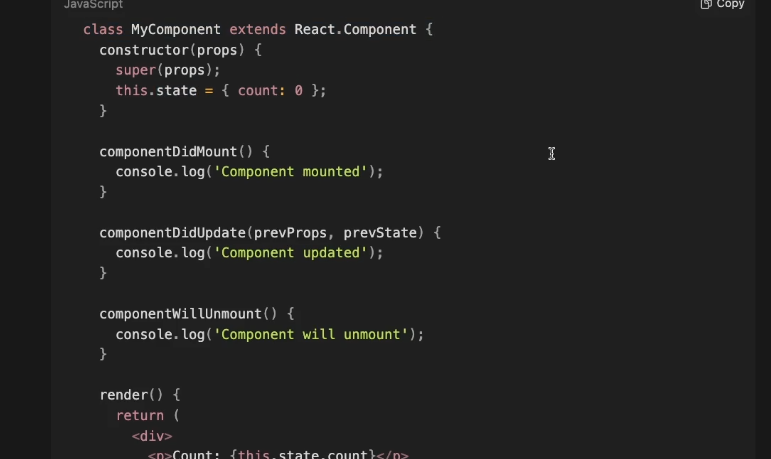 JavaScript
Copy
class MyComponent extends React.Component {
constructor(props) {
super(props);
this.state = { count: 0 };
}
componentDidMount() {
console.log('Component mounted');
}
componentDidUpdate(prevProps, prevState) {
console.log('Component updated');
}
componentWillUnmount() {
console.log('Component will unmount');
}
render() {
return (
<div>
<p>Count: {this.state.count}</p>